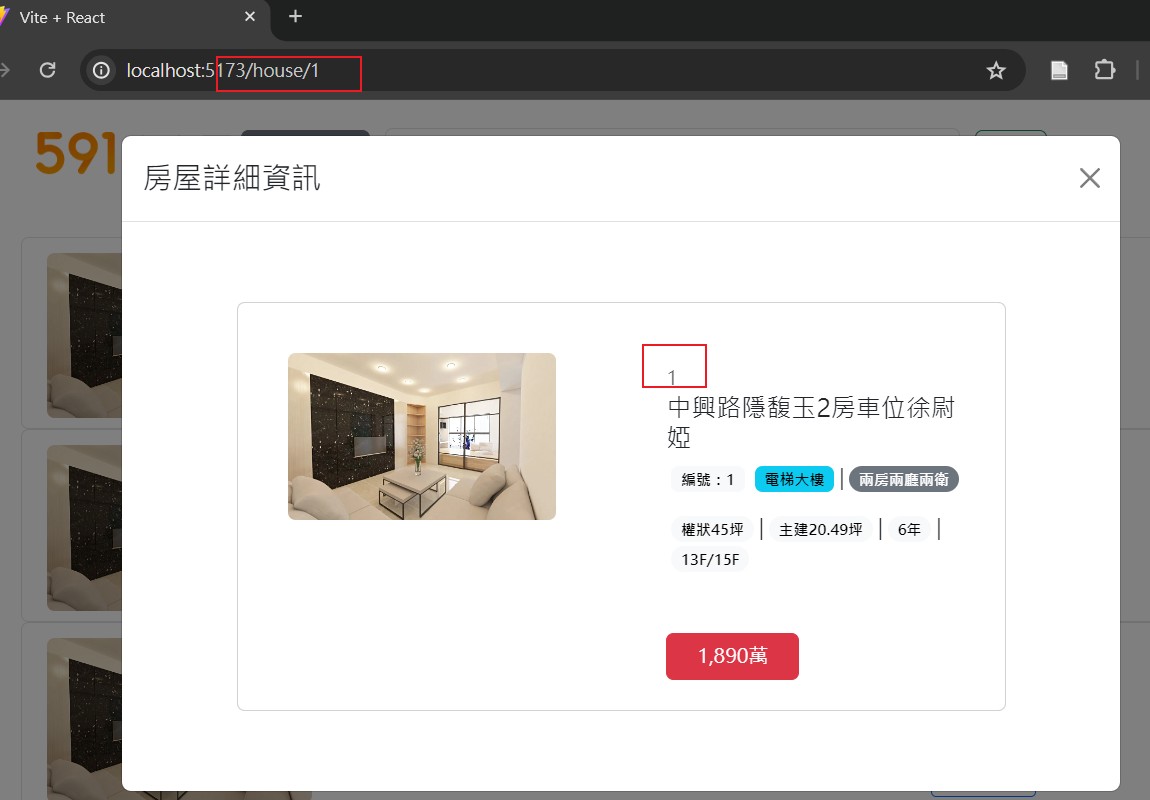 Vite + React
localhost:5173/house/1
591
房屋詳細資訊
1
中興路隱馥玉2房車位徐尉
婭
編號：1 電梯大樓 | 兩房兩廳兩衛
權狀45坪 | 主建20.49坪 | 6年 |
13F/15F
1,890萬